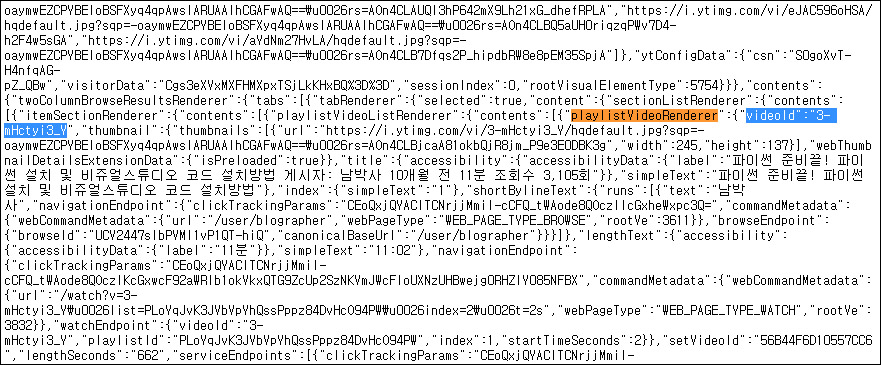 oaymwEZCPYBEIoBSFXyq4qpAwsIARUAAIhCGAFwAQ==₩u0026rs=AOn4CLAUQI3hP642mX9Lh21xG_dhefRPLA","https://i.ytimg.com/vi/eJAC596oHSA/
hqdefault.jpg?sqp=-oaymwEZCPYBEIoBSFXyq4qpAwsIARUAAIhCGAFwAQ==₩u0026rs=AOn4CLBQ5aUHOriqzqPWv7D4-
h2F4w5sGA","https://i.ytimg.com/vi/aYdNm27HvLA/hqdefault.jpg?sqp=-
oaymwEZCPYBEIoBSFXyq4qpAwsIARUAAIhCGAFwAQ==₩u0026rs=AOn4CLB7Dfqs2P_hipdbRW8e8pEM35SpjA"]},"ytConfigData":{"csn":"SOgoXvT-
H4nfqAG-
pZ_QBw","visitorData":"Cgs3eXVxMXFHMXpxTSjLkKHxBQ%3D%3D","sessionIndex":0,"rootVisualElementType":5754}}},"contents":
{"twoColumnBrowseResultsRenderer":{"tabs":[{"tabRenderer":{"selected":true,"content":{"sectionListRenderer":{"contents":
[{"itemSectionRenderer":{"contents":[{"playlistVideoListRenderer":{"contents":[{"playlistVideoRenderer":{"videoId":"3-
mHctyi3_Y","thumbnail":{"thumbnails":[{"url":"https://i.ytimg.com/vi/3-mHctyi3_Y/hqdefault.jpg?sqp=-
oaymwEZCPYBEIoBSFXyq4qpAwsIARUAAIhCGAFwAQ==₩u0026rs=AOn4CLBjcaA81okbQjR8jm_P9e3EODBK3g","width":245,"height":137}],"webThumb
nailDetailsExtensionData":{"isPreloaded":true}},"title":{"accessibility":{"accessibilityData":{"label":"파이썬 준비끝! 파이
썬 설치 및 비쥬얼스튜디오 코드 설치방법 게시자: 남박사 10개월 전 11분 조회수 3,105회"}},"simpleText":"파이썬 준비끝! 파이썬
설치 및 비쥬얼스튜디오 코드 설치방법"},"index":{"simpleText":"1"},"shortBylineText":{"runs":[{"text":"남박
사","navigationEndpoint":{"clickTrackingParams":"CEoQxjQYACITCNrjjMmil-cCFQ_tWAode8QOczIIcGxheWxpc3Q=","commandMetadata":
{"webCommandMetadata":{"url":"/user/blographer","webPageType":"WEB_PAGE_TYPE_BROWSE","rootVe":3611}},"browseEndpoint":
{"browseId":"UCV2447slbPVMl1vP1QT-hiQ","canonicalBaseUrl":"/user/blographer"}}}]},"lengthText":{"accessibility":
{"accessibilityData":{"label":"11분"}},"simpleText":"11:02"},"navigationEndpoint":
{"clickTrackingParams":"CEoQxjQYACITCNrjjMmil-
cCFQ_tWAode8QOczIKcGxwcF92aWRlb1okVkxQTG9ZcUp2SzNKVmJWcFloUXNzUHBwejg0RHZIY085NFBX","commandMetadata":{"webCommandMetadata":
{"url":"/watch?v=3-
mHctyi3_Y₩u0026list=PLoYqJvK3JVbVpYhQssPppz84DvHcO94PW₩u0026index=2₩u0026t=2s","webPageType":"WEB_PAGE_TYPE_WATCH","rootVe":
3832}},"watchEndpoint":{"videoId":"3-
mHctyi3_Y","playlistId":"PLoYqJvK3JVbVpYhQssPppz84DvHcO94PW","index":1,"startTimeSeconds":2}},"setVideoId":"56B44F6D10557CC6
","lengthSeconds":"662","serviceEndpoints":[{"clickTrackingParams":"CEoQxjQYACITCNrjjMmil-